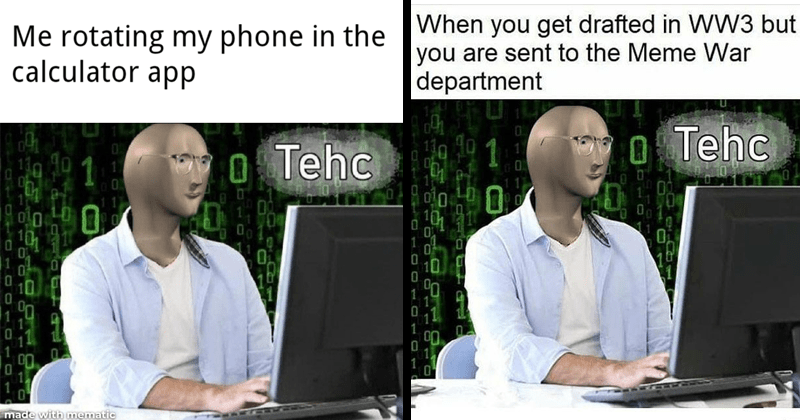 Me rotating my phone in the
calculator app
Tehc
made with mematic
When you get drafted in WW3 but
you are sent to the Meme War
department
Tehc